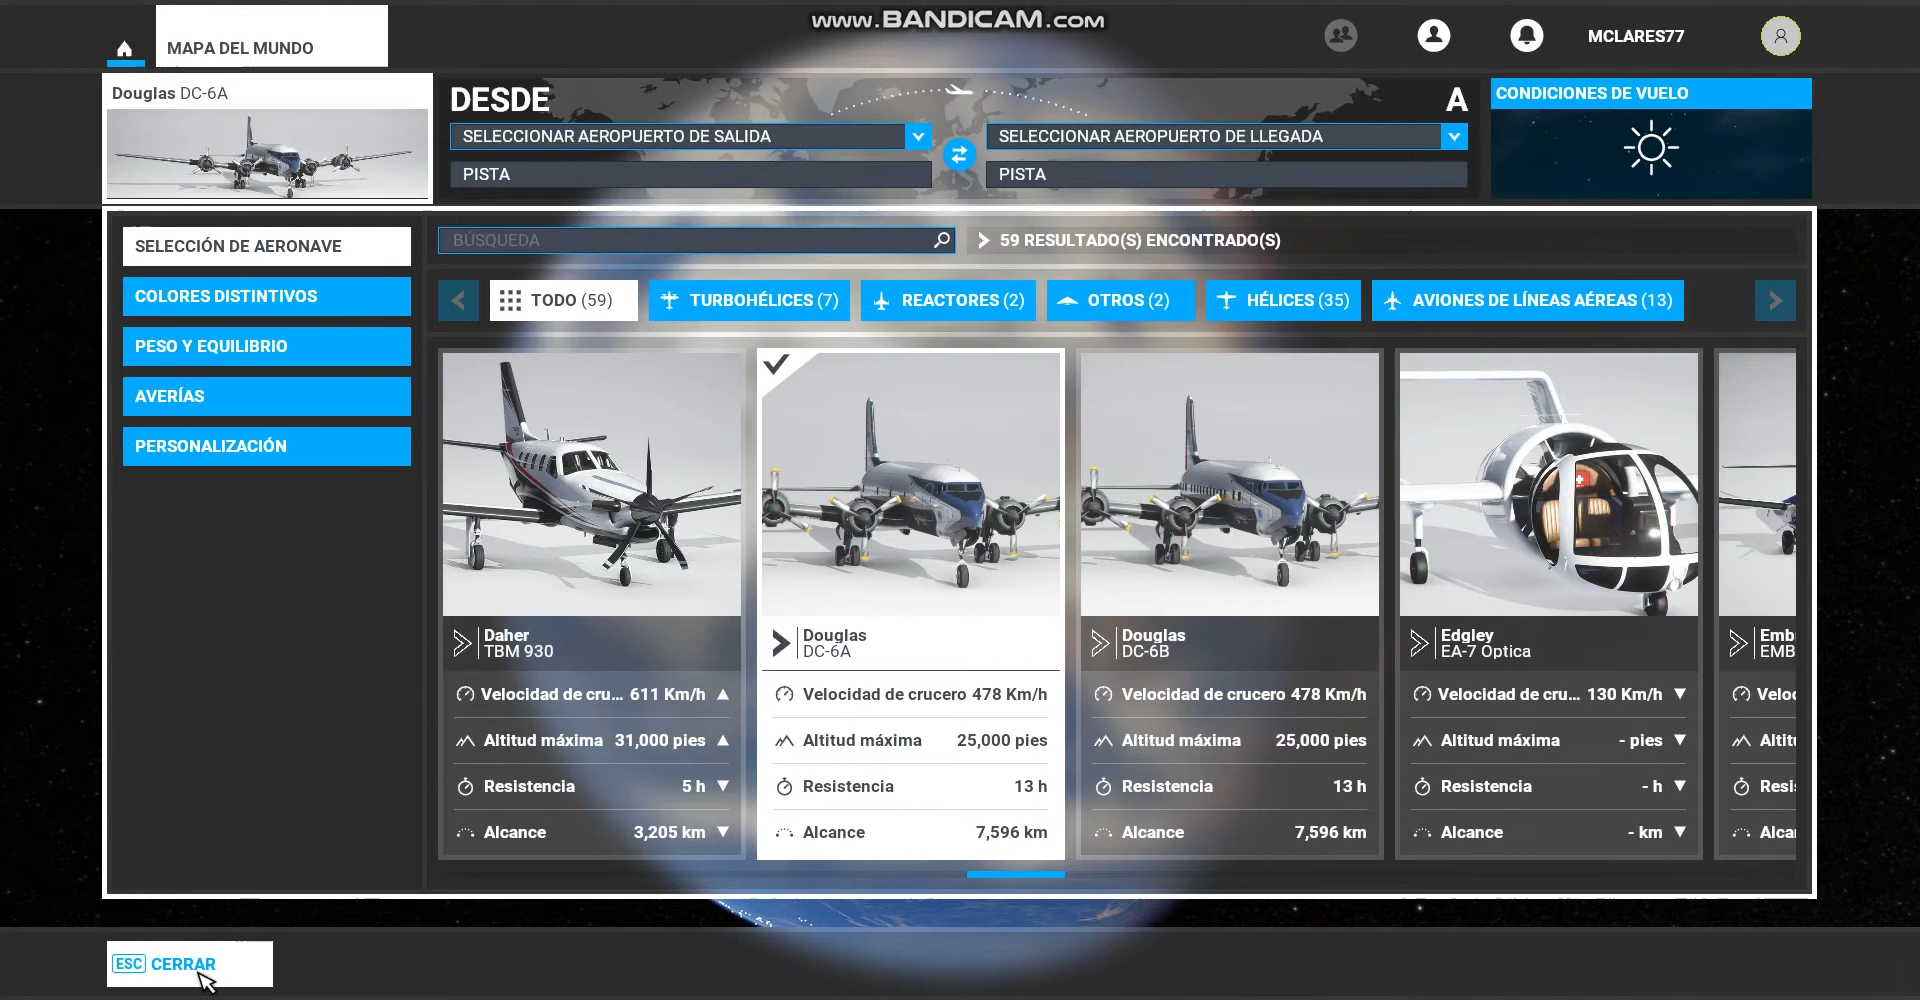 www.BANDICAM.com
MAPA DEL MUNDO
MCLARES77
Douglas DC-6A
DESDE
A
SELECCIONAR AEROPUERTO DE SALIDA
SELECCIONAR AEROPUERTO DE LLEGADA
PISTA
PISTA
CONDICIONES DE VUELO
SELECCIÓN DE AERONAVE
COLORES DISTINTIVOS
PESO Y EQUILIBRIO
AVERÍAS
PERSONALIZACIÓN
BÚSQUEDA
59 RESULTADO(S) ENCONTRADO(S)
TODO (59)
TURBOHÉLICES (7)
REACTORES (2)
OTROS (2)
HÉLICES (35)
AVIONES DE LÍNEAS AÉREAS (13)
Daher
TBM 930
Velocidad de cru... 611 Km/h
Altitud máxima 31,000 pies
Resistencia 5 h
Alcance 3,205 km
Douglas
DC-6A
Velocidad de crucero 478 Km/h
Altitud máxima 25,000 pies
Resistencia 13 h
Alcance 7,596 km
Douglas
DC-6B
Velocidad de crucero 478 Km/h
Altitud máxima 25,000 pies
Resistencia 13 h
Alcance 7,596 km
Edgley
EA-7 Optica
Velocidad de cru... 130 Km/h
Altitud máxima - pies
Resistencia - h
Alcance - km
Emb
EMB
Veloc
Altit
Resis
Alca
ESC CERRAR